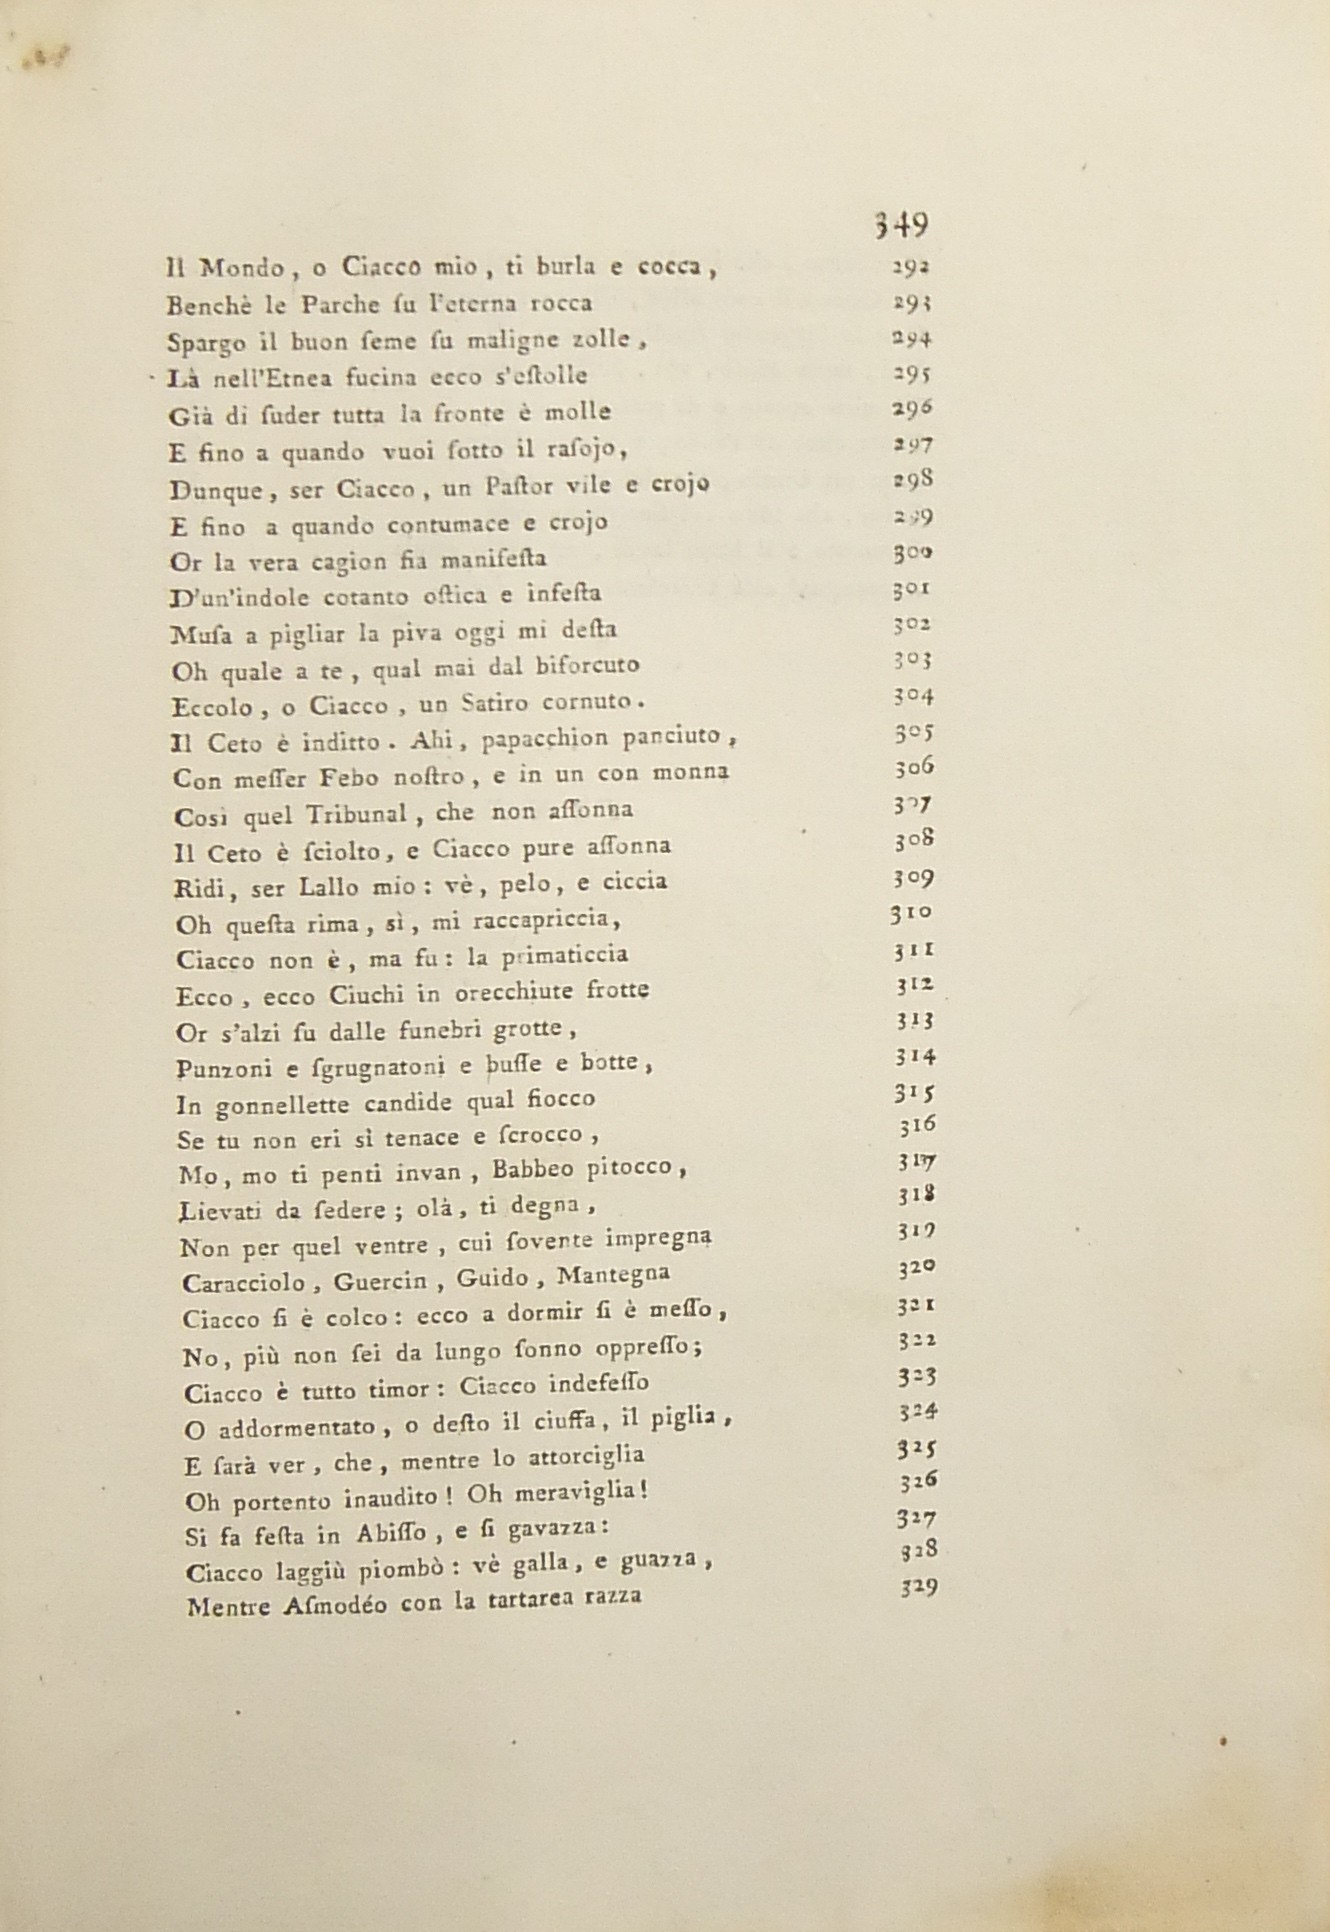 349
Il Mondo, o Ciacco mio, ti burla e cocca, 292
Benchè le Parche ſu l'eterna rocca 293
Spargo il buon ſeme ſu maligne zolle, 294
Là nell'Etnea fucina ecco s'eſtolle 295
Già di ſuder tutta la fronte è molle 296
E fino a quando vuoi ſotto il raſojo, 297
Dunque, ser Ciacco, un Paſtor vile e crojo 298
E fino a quando contumace e crojo 299
Or la vera cagion fia manifeſta 300
D'un'indole cotanto oſtica e infeſta 301
Muſa a pigliar la piva oggi mi deſta 302
Oh quale a te, qual mai dal biforcuto 303
Eccolo, o Ciacco, un Satiro cornuto. 304
Il Ceto è inditto. Ahi, papacchion panciuto, 305
Con meſſer Febo noſtro, e in un con monna 306
Così quel Tribunal, che non aſſonna 307
Il Ceto è ſciolto, e Ciacco pure aſſonna 308
Ridi, ser Lallo mio: vè, pelo, e ciccia 309
Oh queſta rima, sì, mi raccapriccia, 310
Ciacco non è, ma fu: la primaticcia 311
Ecco, ecco Ciuchi in orecchiute frotte 312
Or s'alzi ſu dalle funebri grotte, 313
Punzoni e ſgrugnatoni e buſſe e botte, 314
In gonnellette candide qual fiocco 315
Se tu non eri sì tenace e ſcrocco, 316
Mo, mo ti penti invan, Babbeo pitocco, 317
Lievati da ſedere; olà, ti degna, 318
Non per quel ventre, cui ſovente impregna 319
Caracciolo, Guercin, Guido, Mantegna 320
Ciacco ſi è colco: ecco a dormir ſi è meſſo, 321
No, più non ſei da lungo ſonno oppreſſo; 322
Ciacco è tutto timor: Ciacco indefeſſo 323
O addormentato, o deſto il ciuffa, il piglia, 324
E ſarà ver, che, mentre lo attorciglia 325
Oh portento inaudito! Oh meraviglia! 326
Si fa feſta in Abiſſo, e ſi gavazza: 327
Ciacco laggiù piombò: vè galla, e guazza, 328
Mentre Aſmodéo con la tartarea razza 329